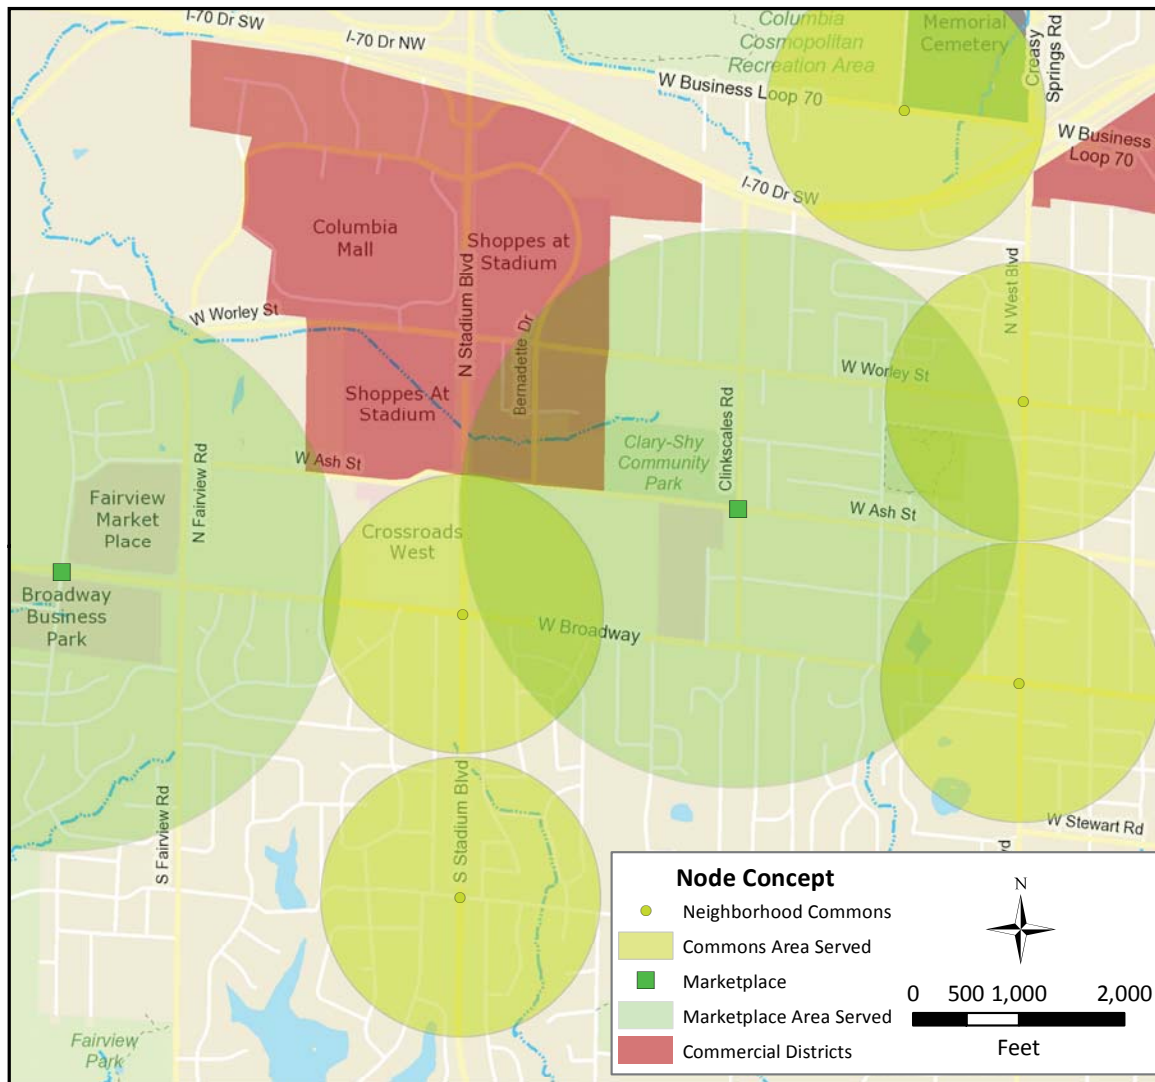 I-70 Dr SW
I-70 Dr NW
Columbia
Cosmopolitan
Recreation Area
Memorial
Cemetery
Creasy
Springs Rd
W Business Loop 70
W Business
Loop 70
I-70 Dr SW
Columbia
Mall
Shoppes at
Stadium
N Stadium Blvd
N West Blvd
W Worley St
Bernadette Dr
W Worley St
Shoppes At
Stadium
Clinkscales Rd
Clary-Shy
Community
Park
W Ash St
N Fairview Rd
Fairview
Market
Place
W Ash St
Crossroads
West
Broadway
Business
Park
W Broadway
S Fairview Rd
S Stadium Blvd
W Stewart Rd
lvd
Fairview
Park
Node Concept
Neighborhood Commons
Commons Area Served
Marketplace
Marketplace Area Served
Commercial Districts
N
0 500 1,000 2,000
Feet